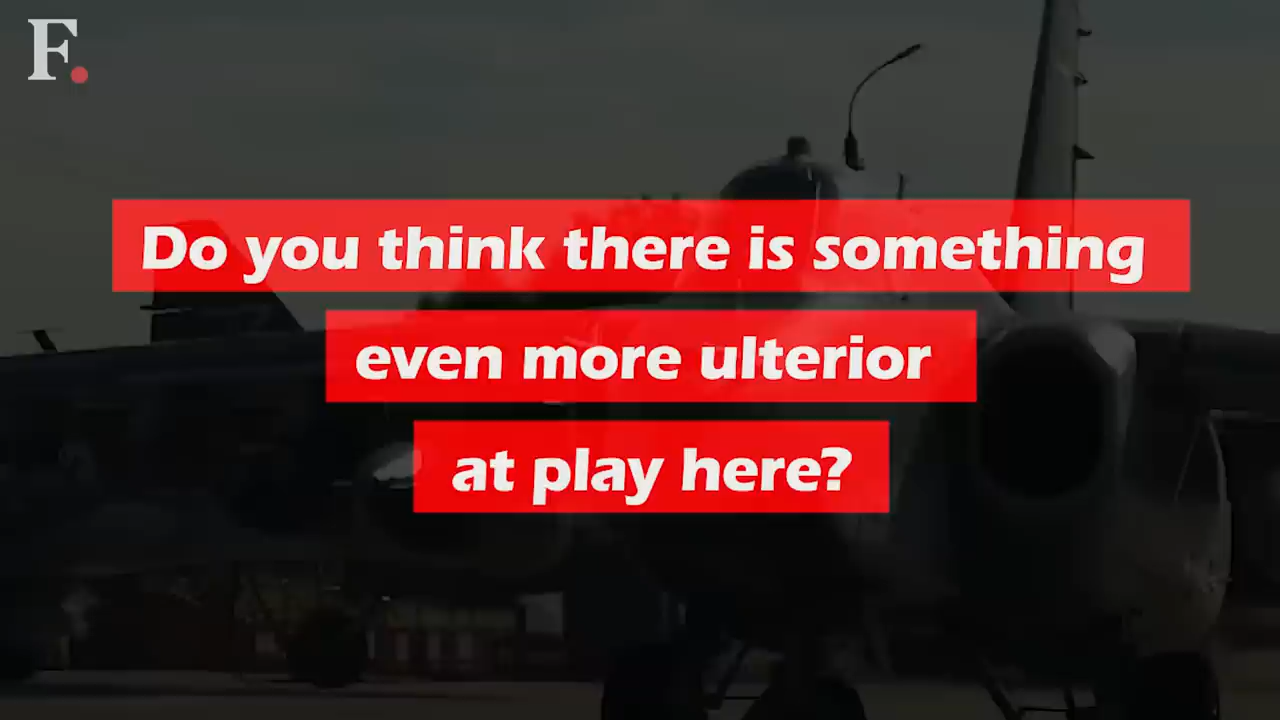 F.
Do you think there is something
even more ulterior
at play here?